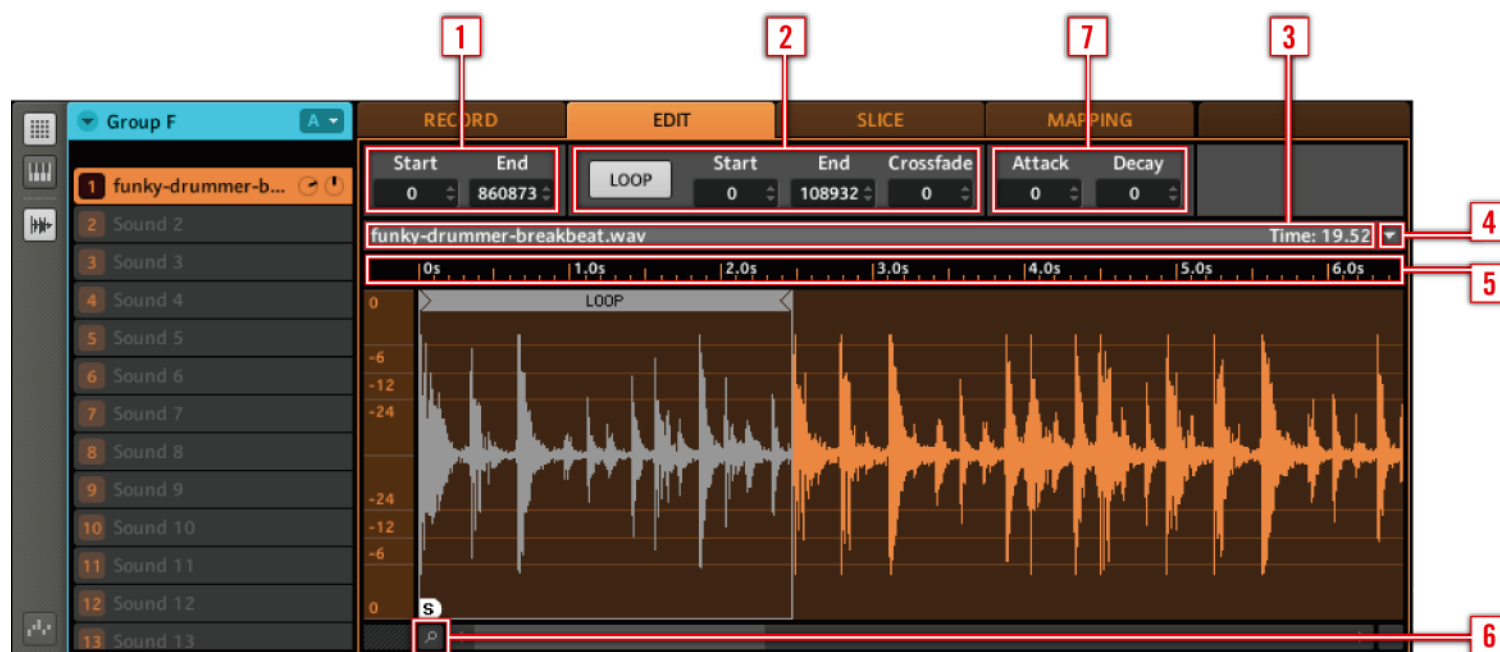 1 2 7 3
Group F A RECORD EDIT SLICE MAPPING
Start End LOOP Start End Crossfade Attack Decay
0 860873 0 108932 0 0 0
1 funky-drummer-b...
2 Sound 2
funky-drummer-breakbeat.wav Time: 19.52 4
3 Sound 3
0s 1.0s 2.0s 3.0s 4.0s 5.0s 6.0s 5
4 Sound 4
0 LOOP
5 Sound 5
-6
6 Sound 6
-12
7 Sound 7
-24
8 Sound 8
9 Sound 9
-24
10 Sound 10
-12
11 Sound 11
-6
12 Sound 12
0 S
13 Sound 13
6